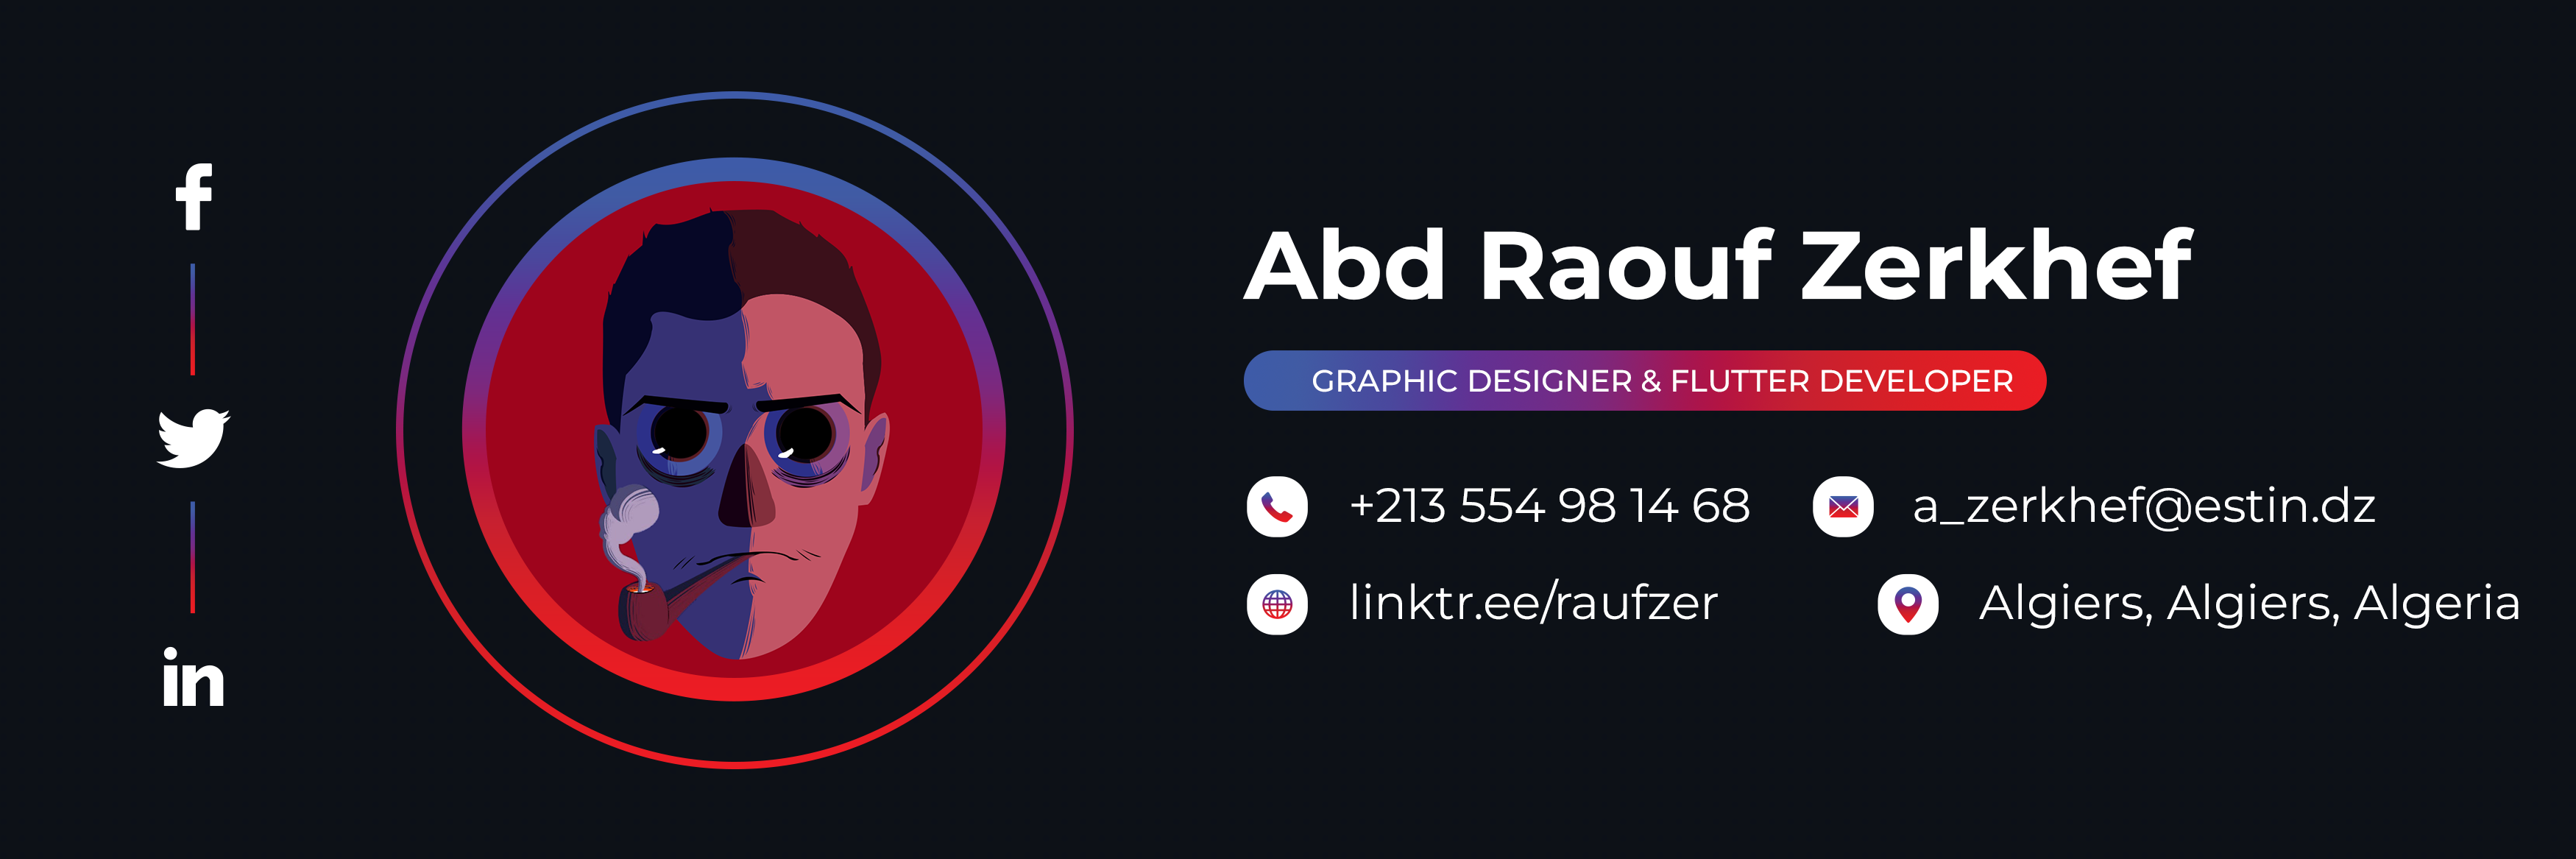 Abd Raouf Zerkhef
GRAPHIC DESIGNER & FLUTTER DEVELOPER
+213 554 98 14 68
a_zerkhef@estin.dz
linktr.ee/raufzer
Algiers, Algiers, Algeria